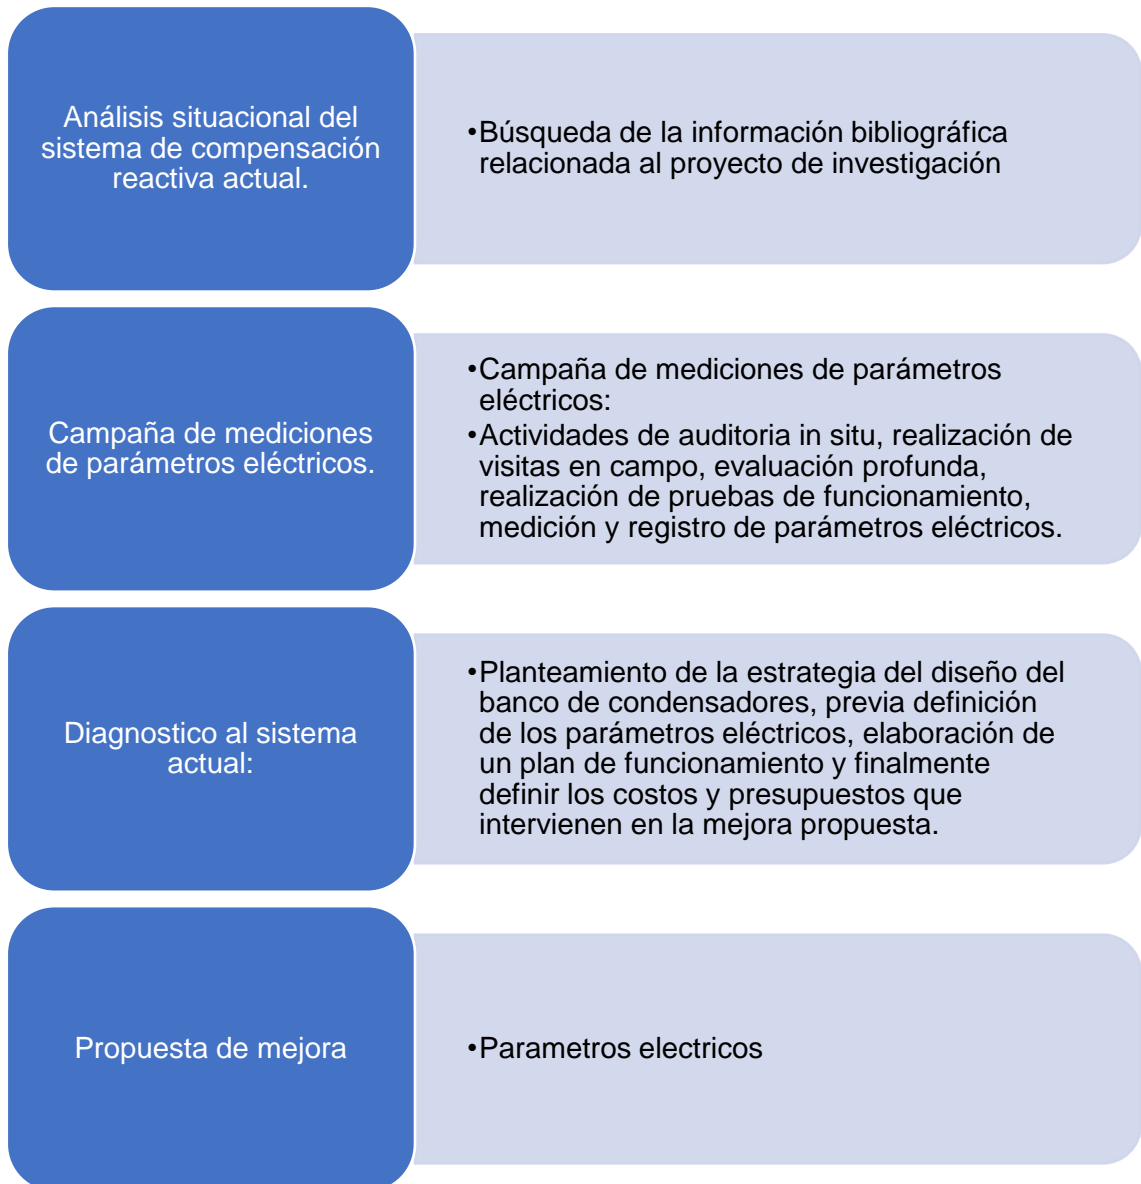 Análisis situacional del
sistema de compensación
reactiva actual.
•Búsqueda de la información bibliográfica
relacionada al proyecto de investigación
Campaña de mediciones
de parámetros eléctricos.
•Campaña de mediciones de parámetros
eléctricos:
•Actividades de auditoria in situ, realización de
visitas en campo, evaluación profunda,
realización de pruebas de funcionamiento,
medición y registro de parámetros eléctricos.
Diagnostico al sistema
actual:
•Planteamiento de la estrategia del diseño del
banco de condensadores, previa definición
de los parámetros eléctricos, elaboración de
un plan de funcionamiento y finalmente
definir los costos y presupuestos que
intervienen en la mejora propuesta.
Propuesta de mejora
•Parametros electricos